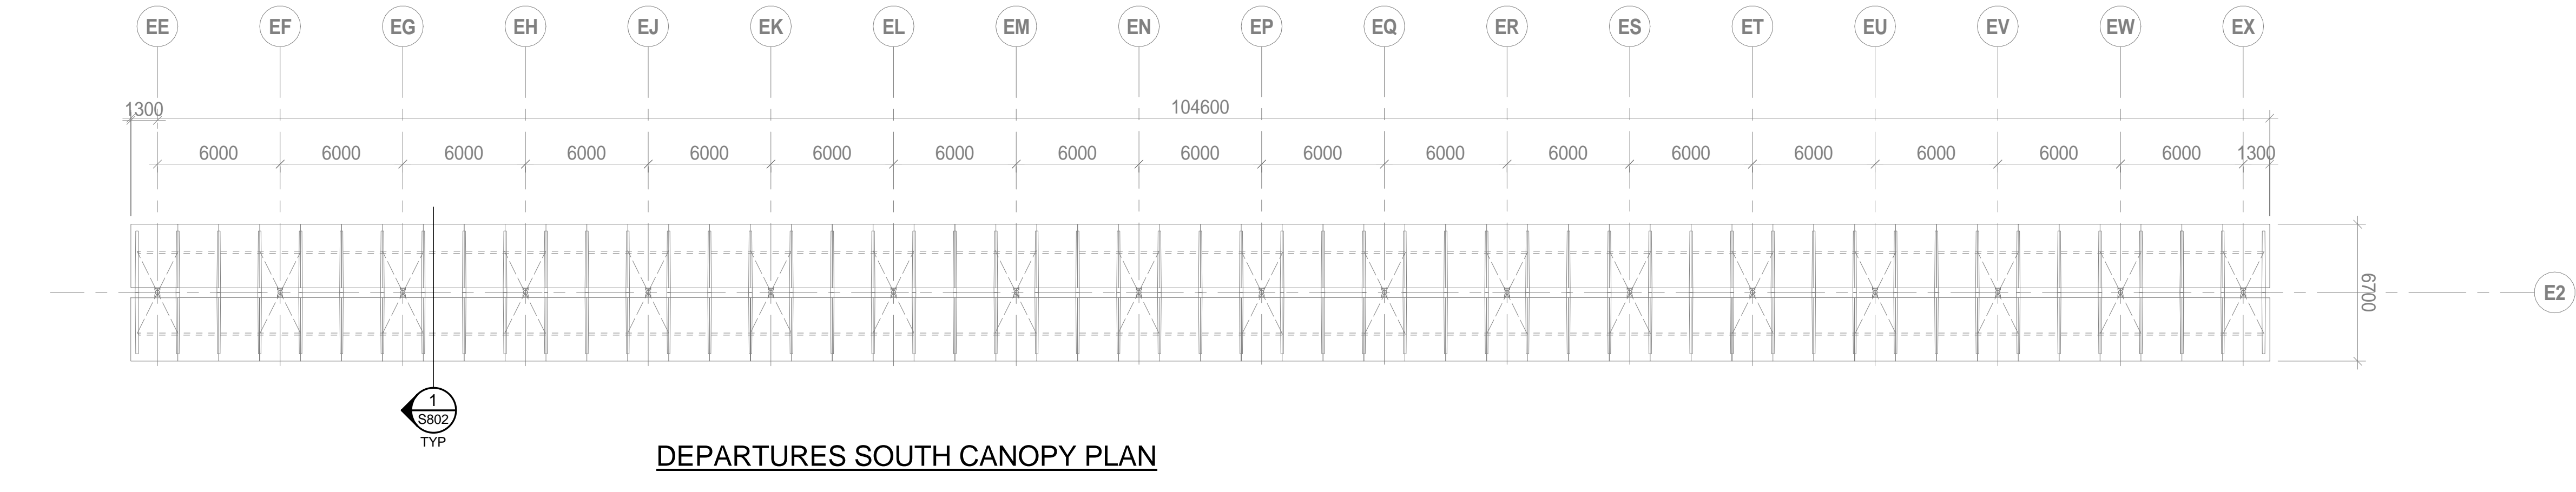 EE EF EG EH EJ EK EL EM EN EP EQ ER ES ET EU EV EW EX
1300 104600
6000 6000 6000 6000 6000 6000 6000 6000 6000 6000 6000 6000 6000 6000 6000 6000 6000 1300
6700
E2
1
S802
TYP
DEPARTURES SOUTH CANOPY PLAN